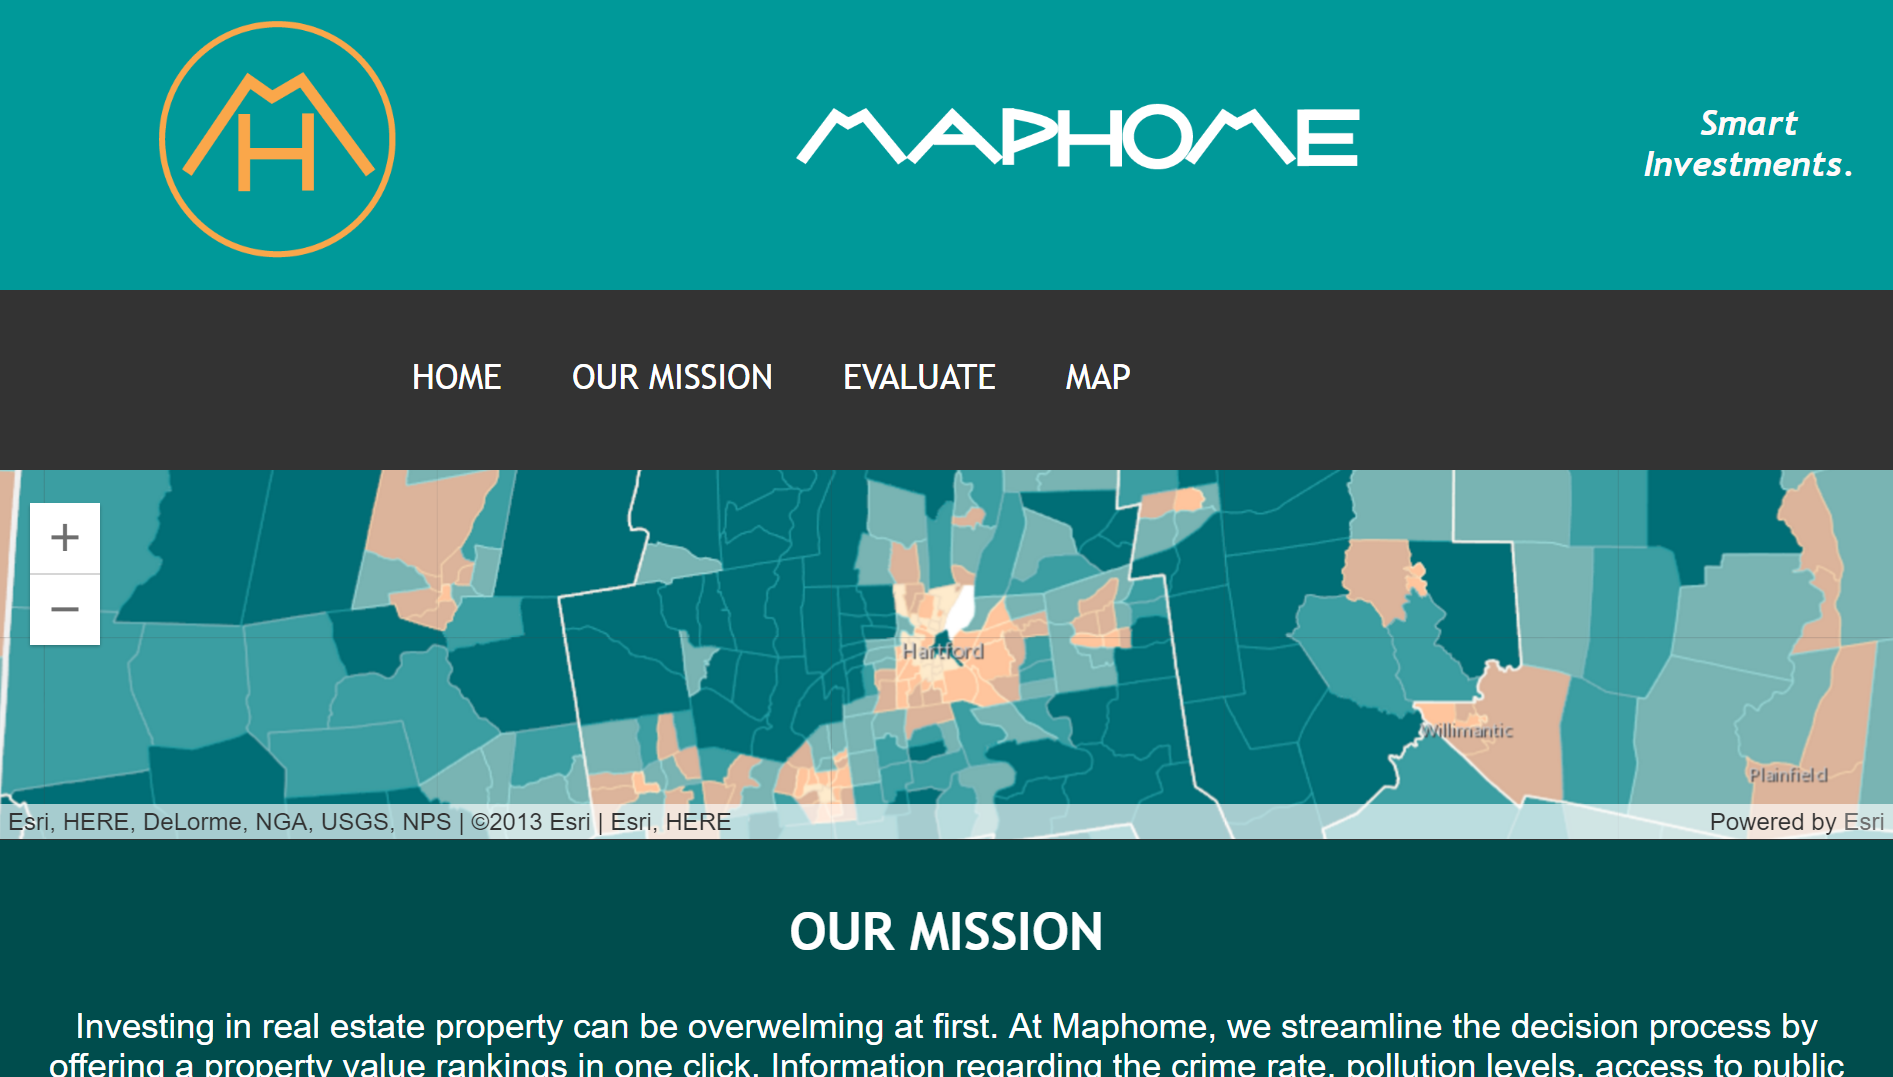 MH
MAPHOME
Smart
Investments.
HOME OUR MISSION EVALUATE MAP
+
Hartford
−
Willimantic
Plainfield
Esri, HERE, DeLorme, NGA, USGS, NPS | ©2013 Esri | Esri, HERE
Powered by Esri
OUR MISSION
Investing in real estate property can be overwelming at first. At Maphome, we streamline the decision process by
offering a property value rankings in one click. Information regarding the crime rate, pollution levels, access to public